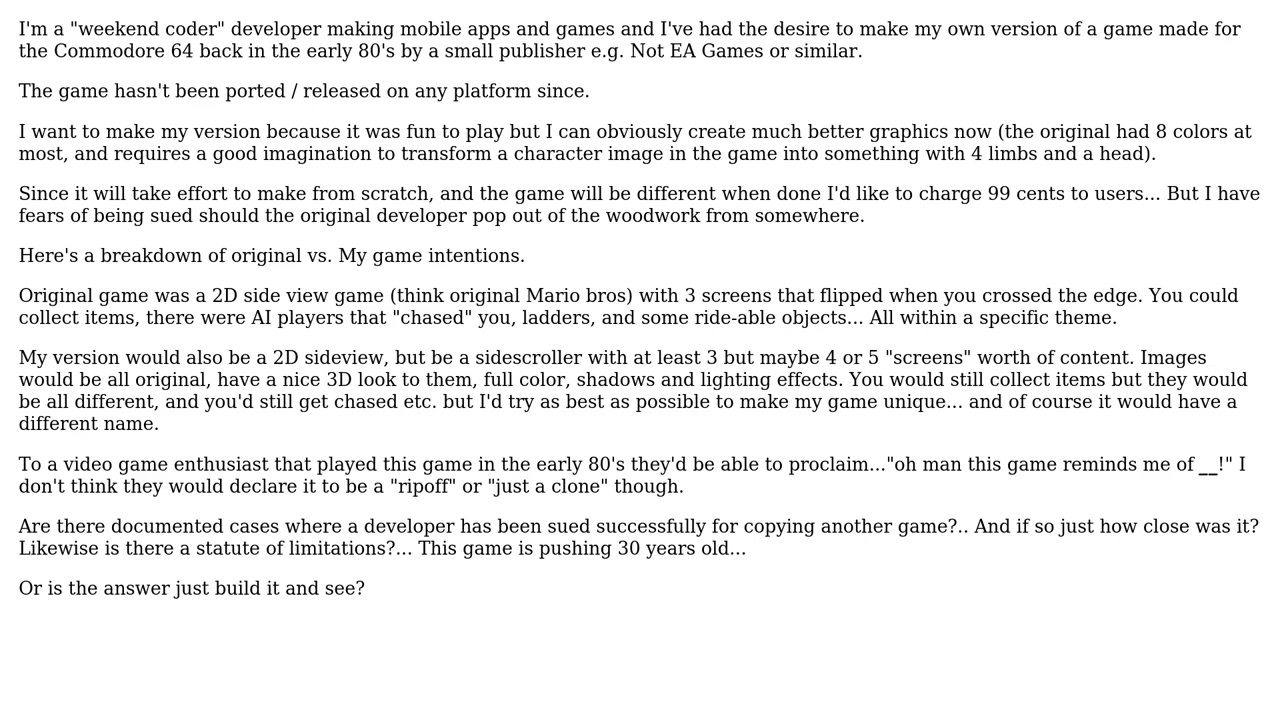 I'm a "weekend coder" developer making mobile apps and games and I've had the desire to make my own version of a game made for
the Commodore 64 back in the early 80's by a small publisher e.g. Not EA Games or similar.
The game hasn't been ported / released on any platform since.
I want to make my version because it was fun to play but I can obviously create much better graphics now (the original had 8 colors at
most, and requires a good imagination to transform a character image in the game into something with 4 limbs and a head).
Since it will take effort to make from scratch, and the game will be different when done I'd like to charge 99 cents to users... But I have
fears of being sued should the original developer pop out of the woodwork from somewhere.
Here's a breakdown of original vs. My game intentions.
Original game was a 2D side view game (think original Mario bros) with 3 screens that flipped when you crossed the edge. You could
collect items, there were AI players that "chased" you, ladders, and some ride-able objects... All within a specific theme.
My version would also be a 2D sideview, but be a sidescroller with at least 3 but maybe 4 or 5 "screens" worth of content. Images
would be all original, have a nice 3D look to them, full color, shadows and lighting effects. You would still collect items but they would
be all different, and you'd still get chased etc. but I'd try as best as possible to make my game unique... and of course it would have a
different name.
To a video game enthusiast that played this game in the early 80's they'd be able to proclaim..."oh man this game reminds me of __!" I
don't think they would declare it to be a "ripoff" or "just a clone" though.
Are there documented cases where a developer has been sued successfully for copying another game?.. And if so just how close was it?
Likewise is there a statute of limitations?... This game is pushing 30 years old...
Or is the answer just build it and see?